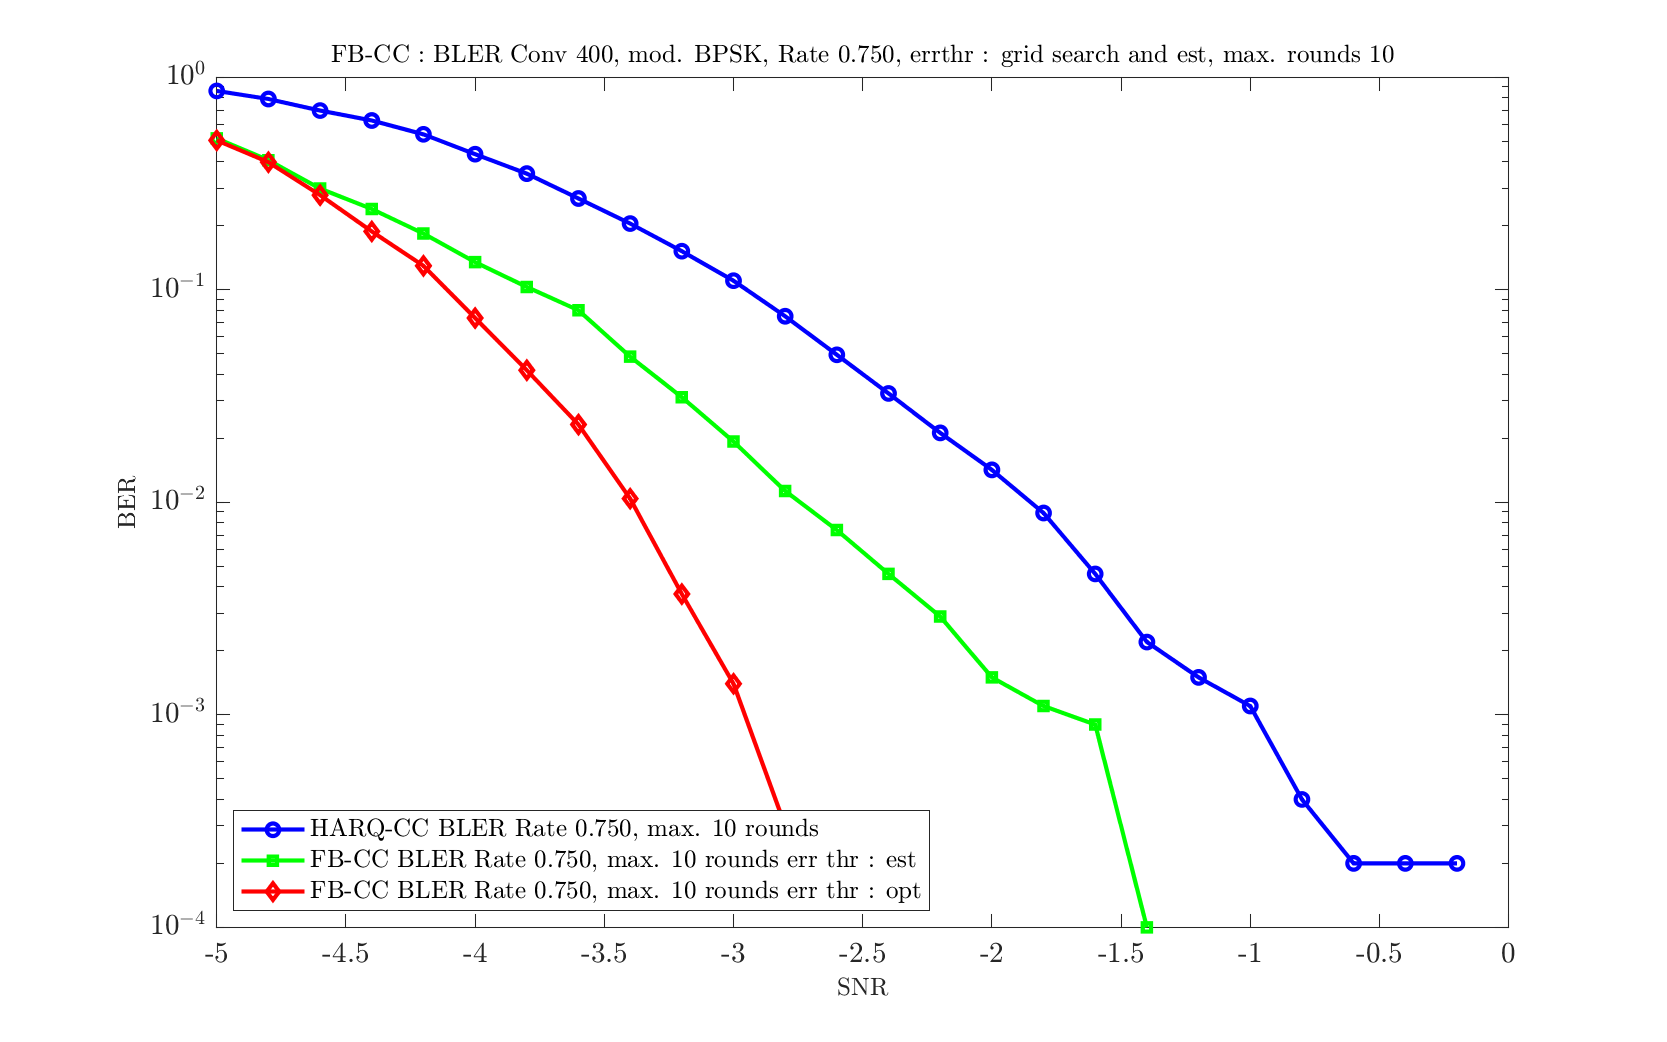 FB-CC : BLER Conv 400, mod. BPSK, Rate 0.750, errthr : grid search and est, max. rounds 10
10^0
10^-1
10^-2
10^-3
10^-4
BER
HARQ-CC BLER Rate 0.750, max. 10 rounds
FB-CC BLER Rate 0.750, max. 10 rounds err thr : est
FB-CC BLER Rate 0.750, max. 10 rounds err thr : opt
-5 -4.5 -4 -3.5 -3 -2.5 -2 -1.5 -1 -0.5 0
SNR